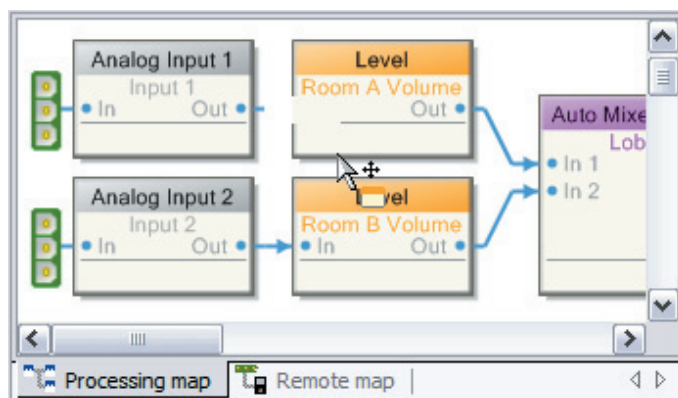 Analog Input 1
Input 1
In Out
Level
Room A Volume
Out
Auto Mixe
Lob
In 1
In 2
Analog Input 2
Input 2
In Out
Room B Volume
In Out
Processing map
Remote map